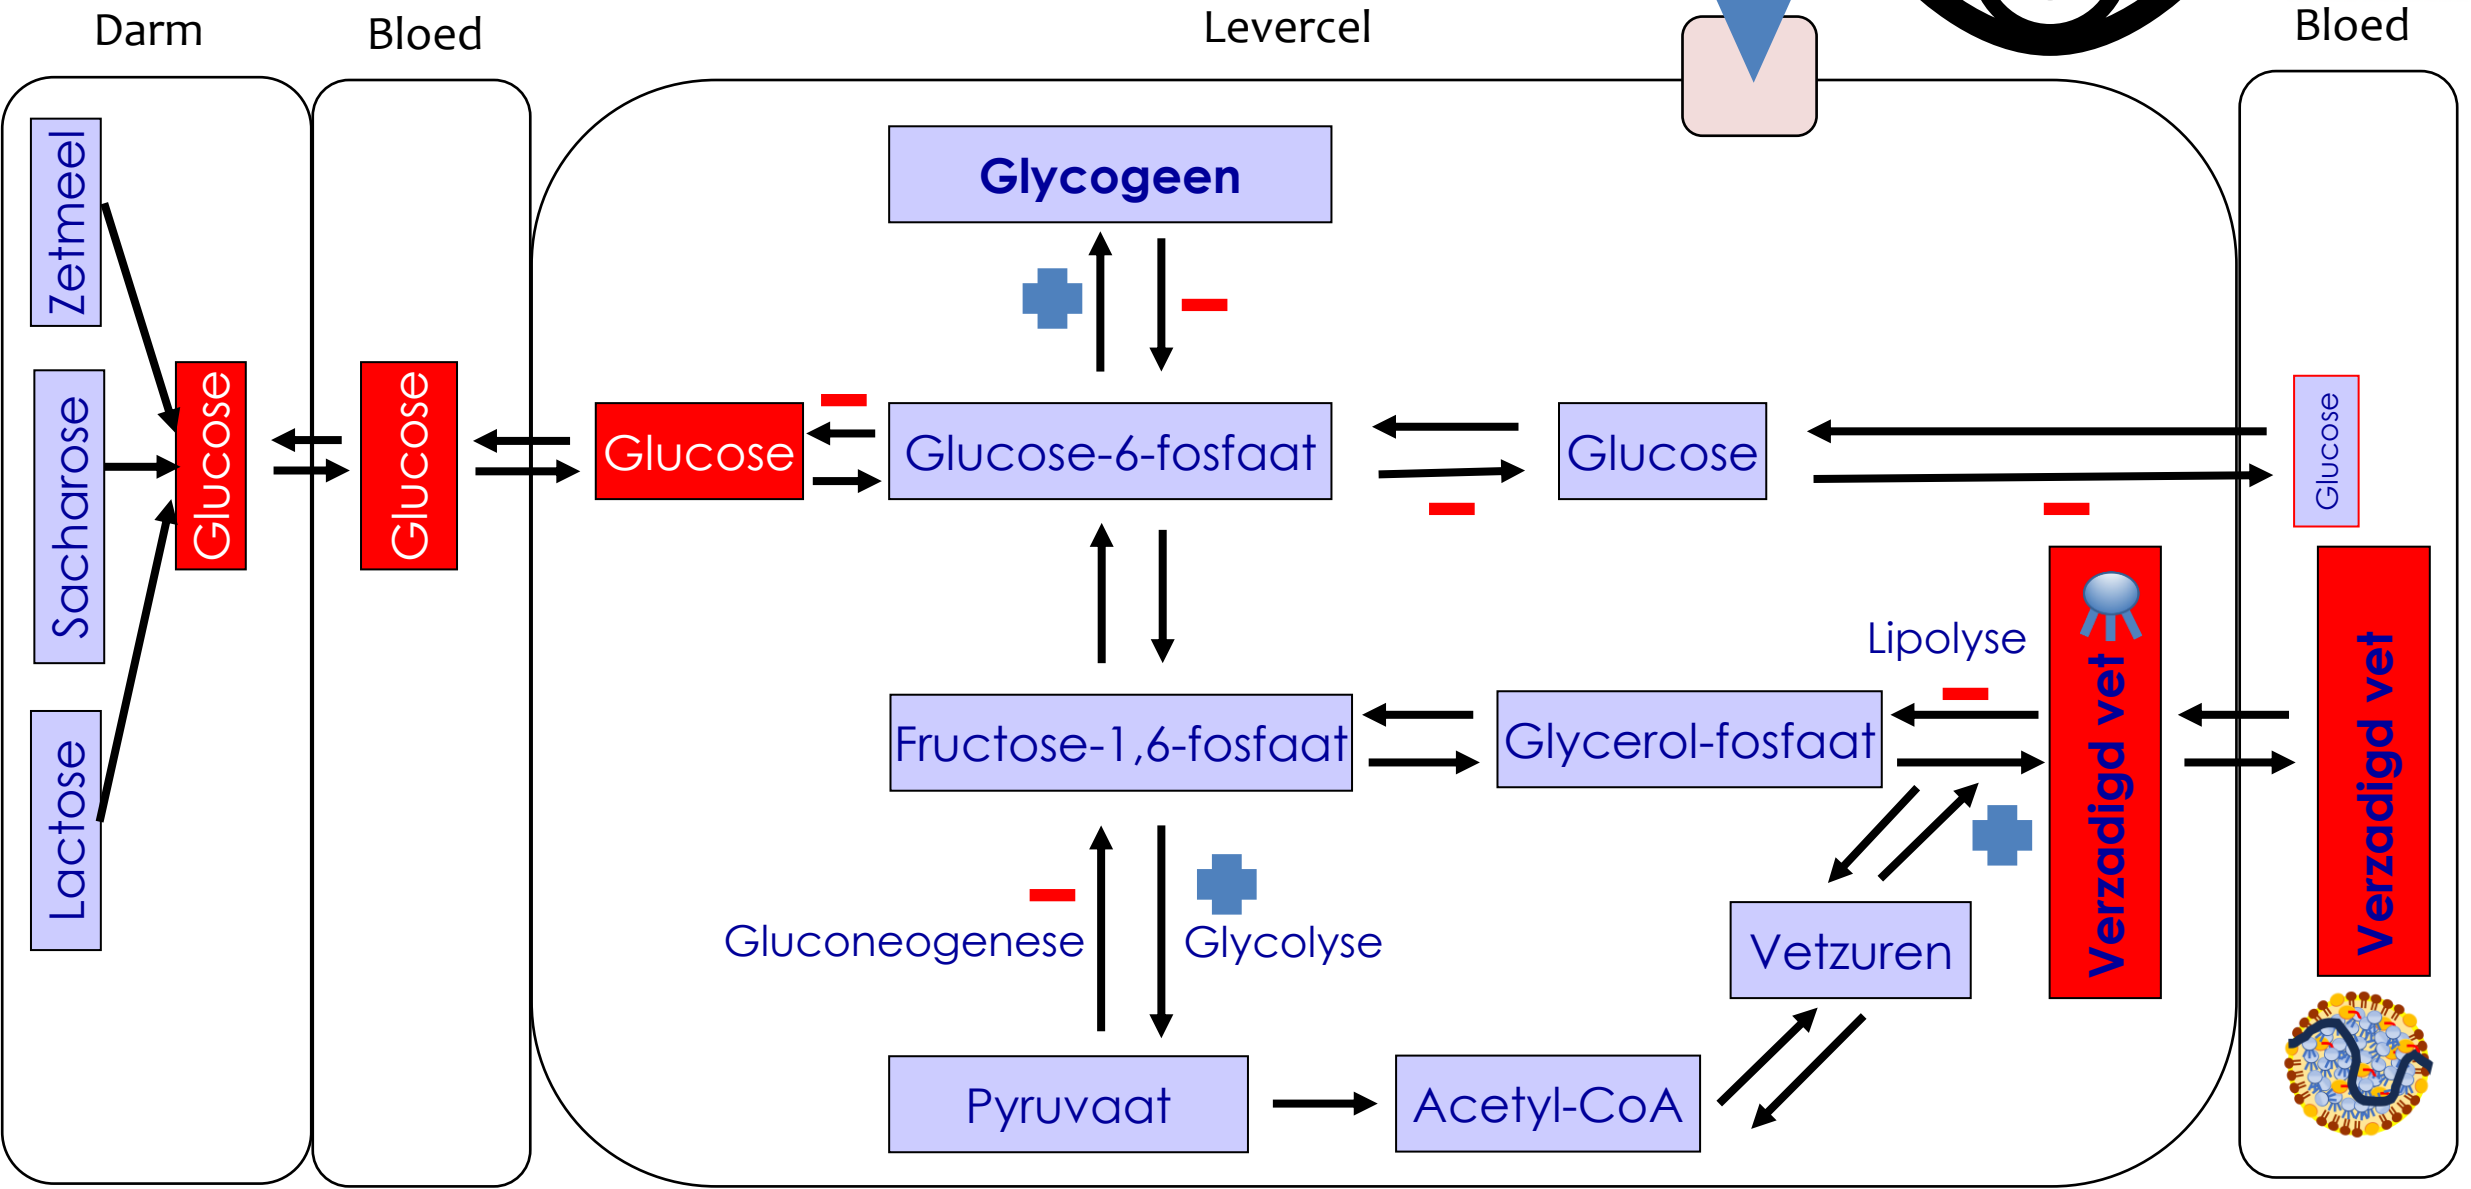 Darm
Bloed
Levercel
Bloed
Zetmeel
Sacharose
Lactose
Glucose
Glucose
Glycogeen
Glucose
Glucose-6-fosfaat
Glucose
Glucose
Fructose-1,6-fosfaat
Glycerol-fosfaat
Lipolyse
Verzadigd vet
Verzadigd vet
Gluconeogenese
Glycolyse
Vetzuren
Pyruvaat
Acetyl-CoA